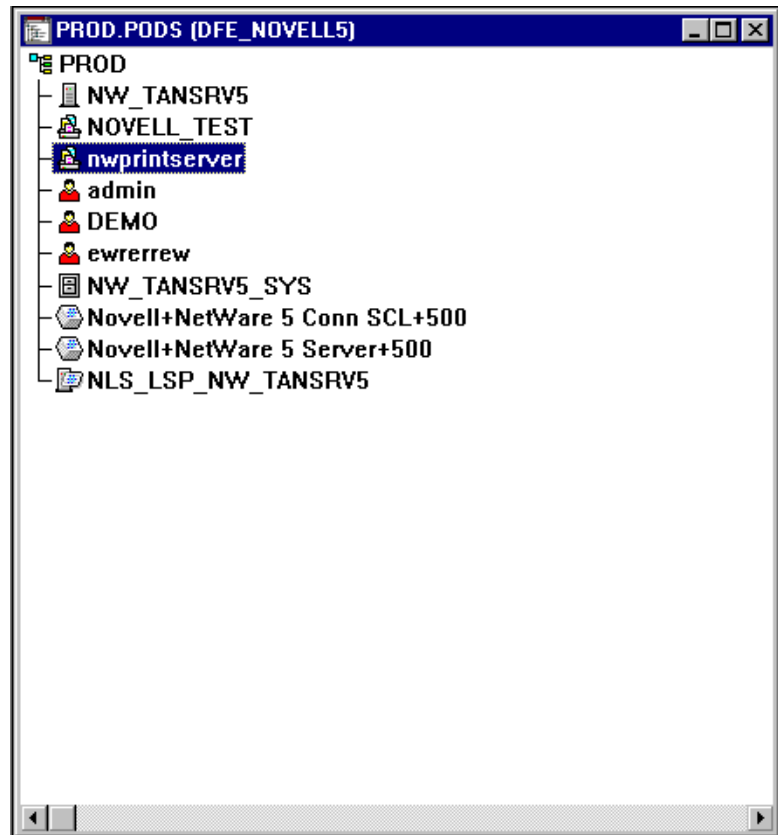 PROD.PODS (DFE_NOVELL5)
PROD
NW_TANSRV5
NOVELL_TEST
nwprintserver
admin
DEMO
ewrerrew
NW_TANSRV5_SYS
Novell+NetWare 5 Conn SCL+500
Novell+NetWare 5 Server+500
NLS_LSP_NW_TANSRV5